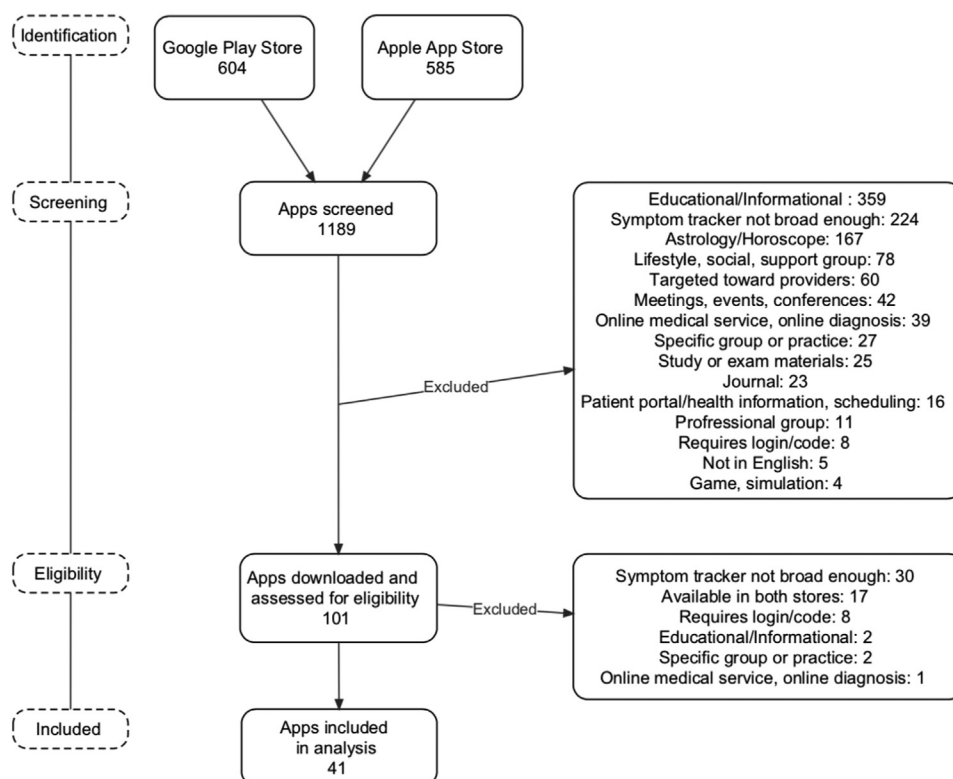 Identification
Google Play Store
604
Apple App Store
585
Screening
Apps screened
1189
Excluded
Educational/Informational : 359
Symptom tracker not broad enough: 224
Astrology/Horoscope: 167
Lifestyle, social, support group: 78
Targeted toward providers: 60
Meetings, events, conferences: 42
Online medical service, online diagnosis: 39
Specific group or practice: 27
Study or exam materials: 25
Journal: 23
Patient portal/health information, scheduling: 16
Profressional group: 11
Requires login/code: 8
Not in English: 5
Game, simulation: 4
Eligibility
Apps downloaded and
assessed for eligibility
101
Excluded
Symptom tracker not broad enough: 30
Available in both stores: 17
Requires login/code: 8
Educational/Informational: 2
Specific group or practice: 2
Online medical service, online diagnosis: 1
Included
Apps included
in analysis
41